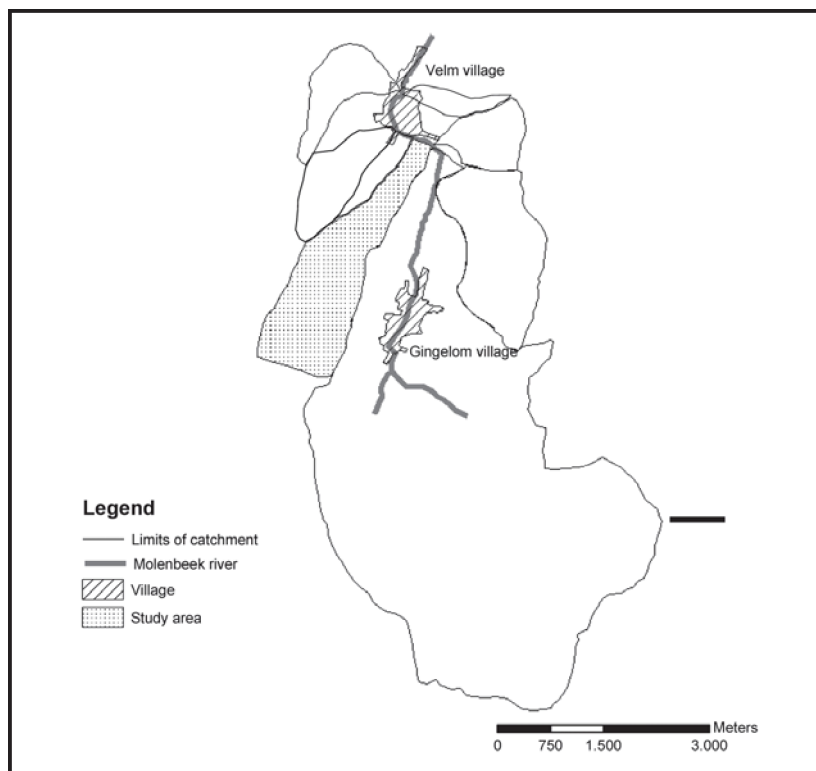 Velm village
Gingelom village
Legend
Limits of catchment
Molenbeek river
Village
Study area
Meters
0 750 1.500 3.000